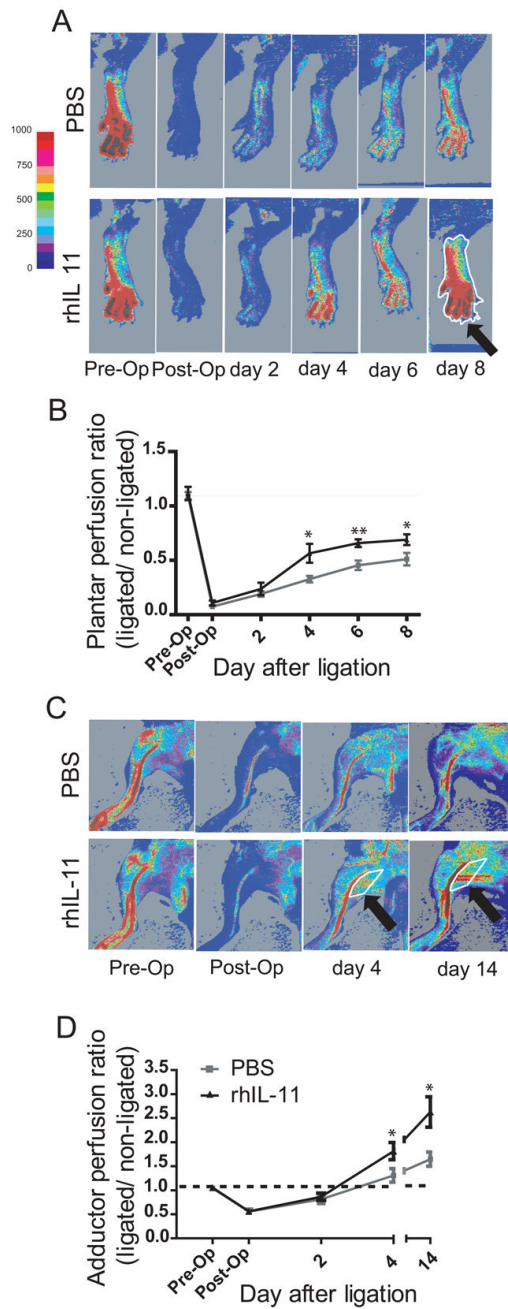 A
PBS
1000
750
500
250
0
rhIL 11
Pre-Op Post-Op day 2 day 4 day 6 day 8
B
Plantar perfusion ratio
(ligated/ non-ligated)
1.5
1.0
0.5
0.0
* ** *
Pre-Op Post-Op 2 4 6 8
Day after ligation
C
PBS
rhIL-11
Pre-Op Post-Op day 4 day 14
D
Adductor perfusion ratio
(ligated/ non-ligated)
3.5
3.0
2.5
2.0
1.5
1.0
0.5
0.0
PBS
rhIL-11
* *
Pre-Op Post-Op 2 4 14
Day after ligation